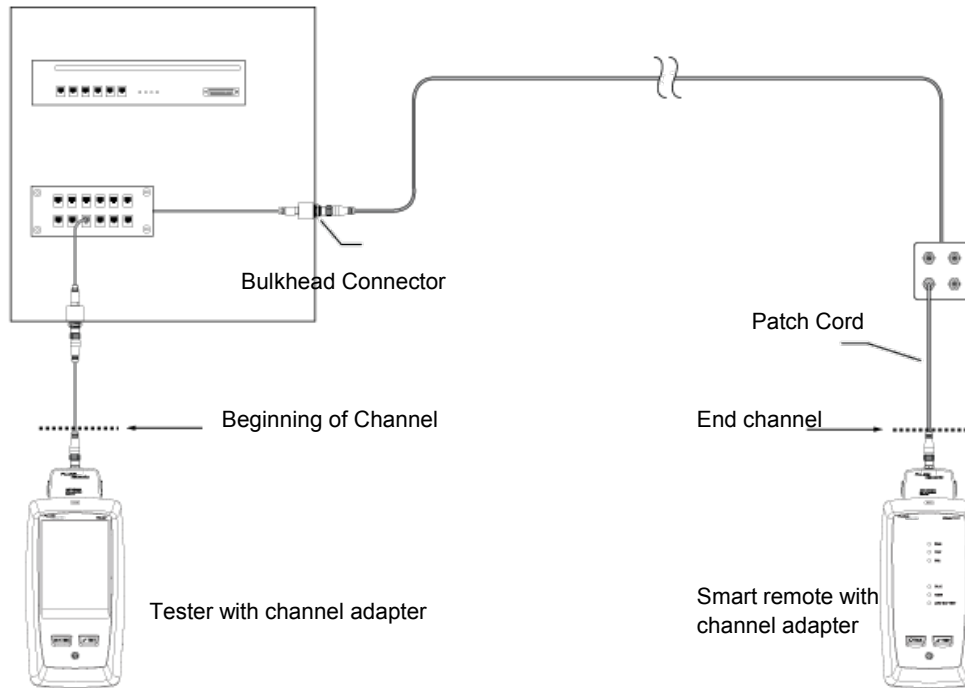 Bulkhead Connector
Patch Cord
Beginning of Channel
End channel
Tester with channel adapter
Smart remote with
channel adapter